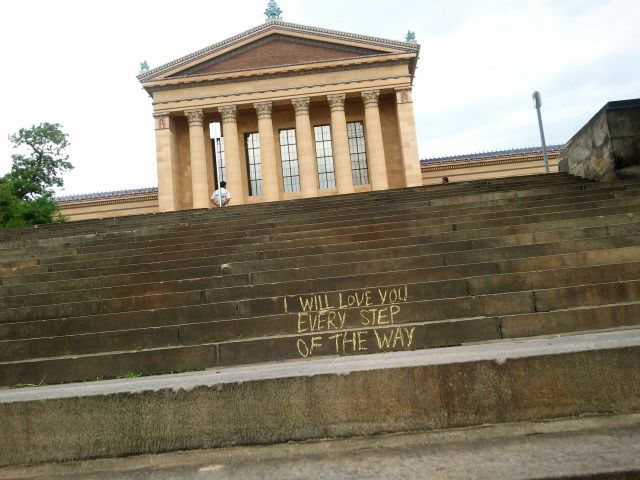 I WILL LOVE YOU
EVERY STEP
OF THE WAY